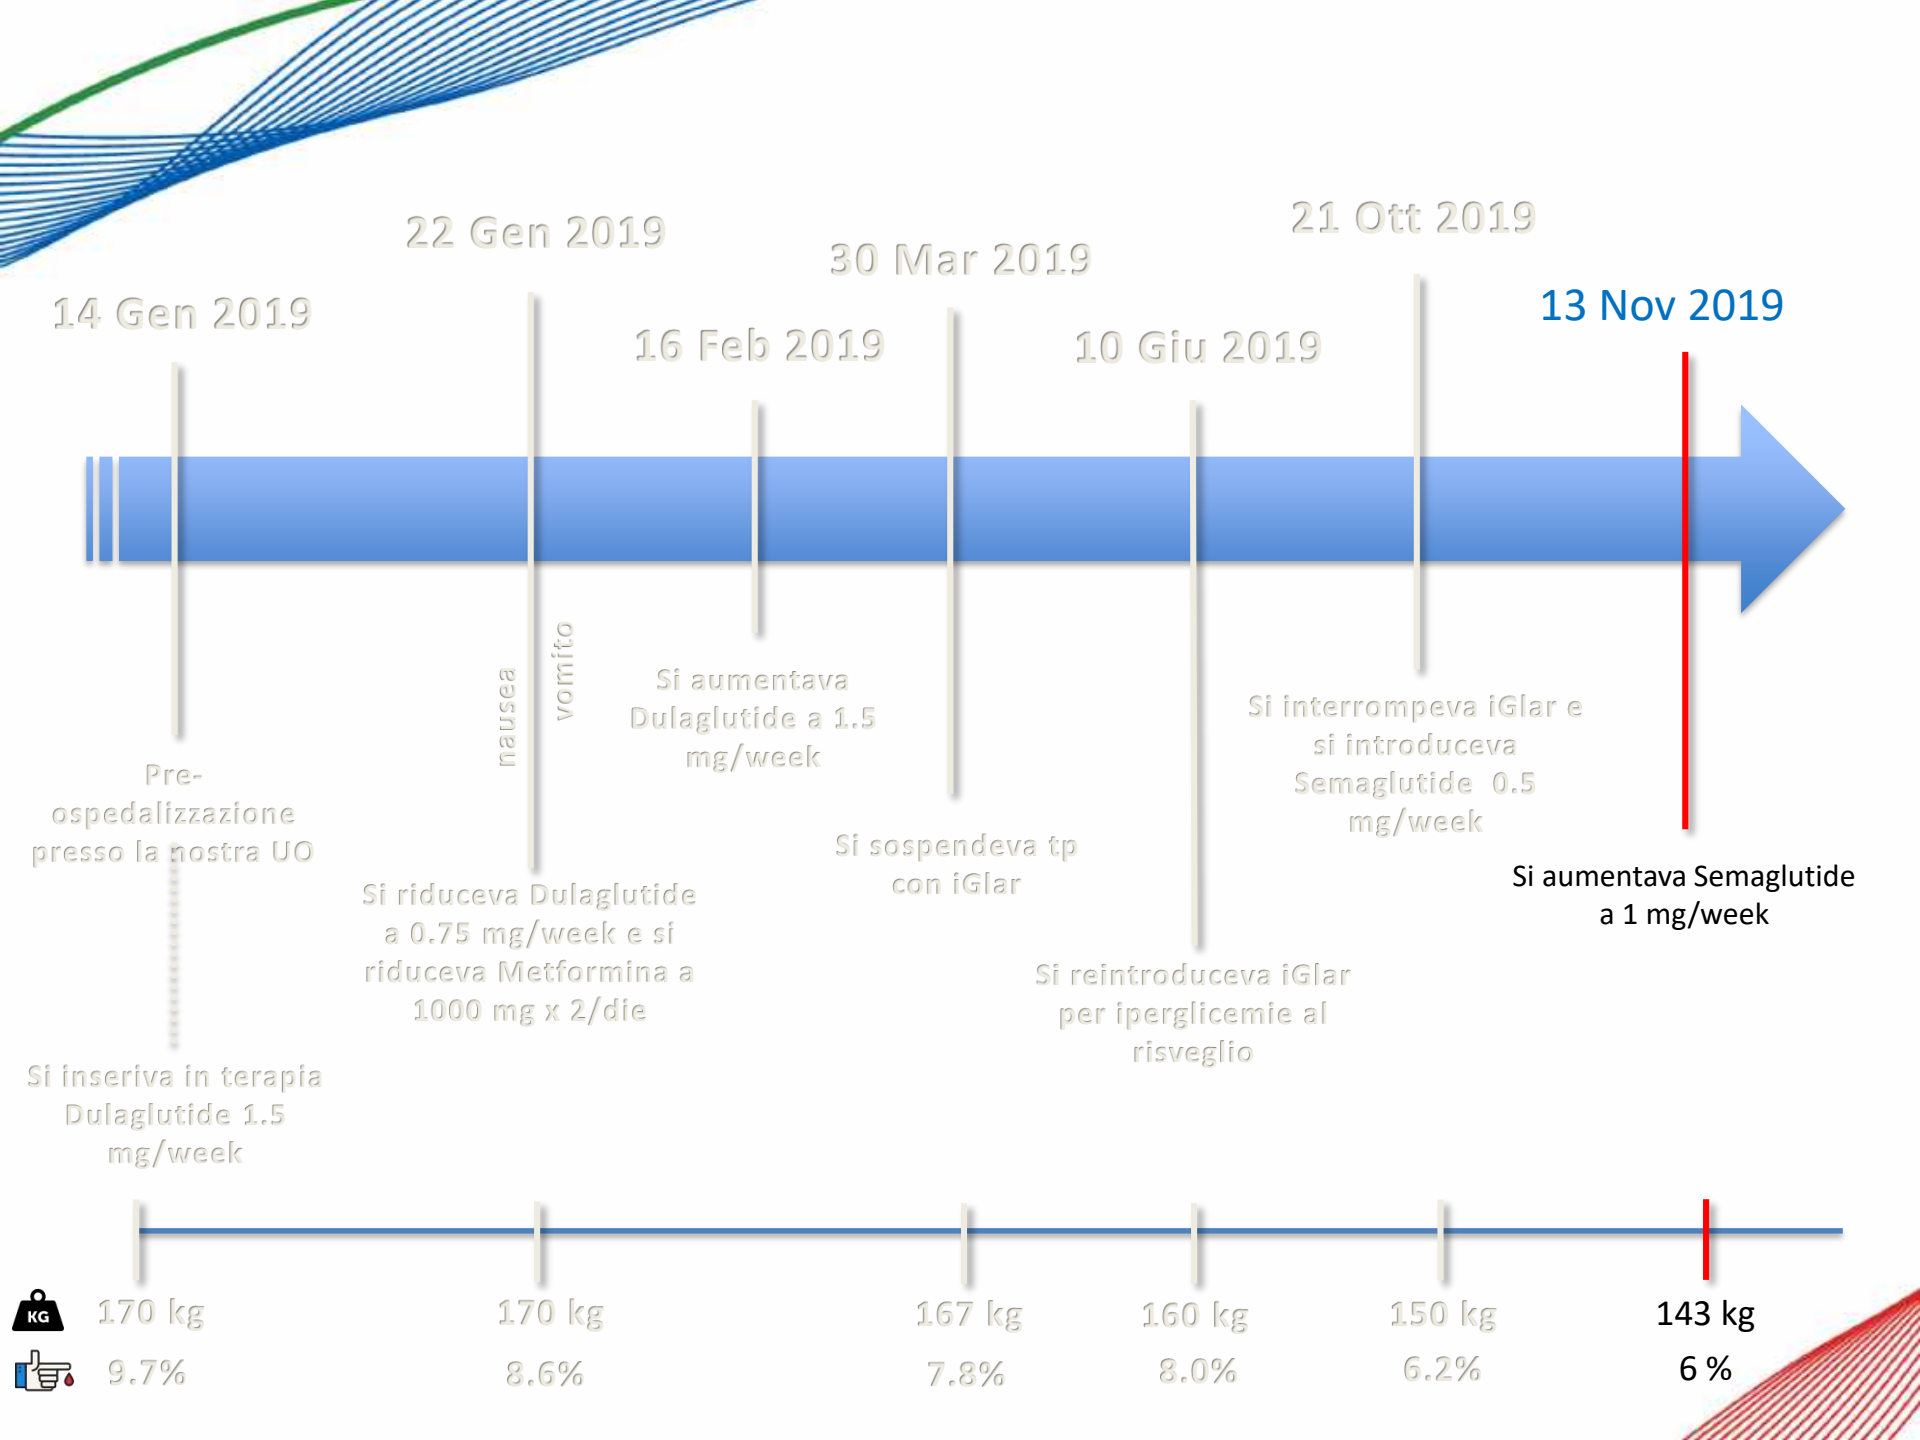 14 Gen 2019
22 Gen 2019
16 Feb 2019
30 Mar 2019
10 Giu 2019
21 Ott 2019
13 Nov 2019
Pre-
ospedalizzazione
presso la nostra UO
Si inseriva in terapia
Dulaglutide 1.5
mg/week
nausea
vomito
Si riduceva Dulaglutide
a 0.75 mg/week e si
riduceva Metformina a
1000 mg x 2/die
Si aumentava
Dulaglutide a 1.5
mg/week
Si sospendeva tp
con iGlar
Si reintroduceva iGlar
per iperglicemie al
risveglio
Si interrompeva iGlar e
si introduceva
Semaglutide 0.5
mg/week
Si aumentava Semaglutide
a 1 mg/week
KG
170 kg
170 kg
167 kg
160 kg
150 kg
143 kg
9.7%
8.6%
7.8%
8.0%
6.2%
6 %